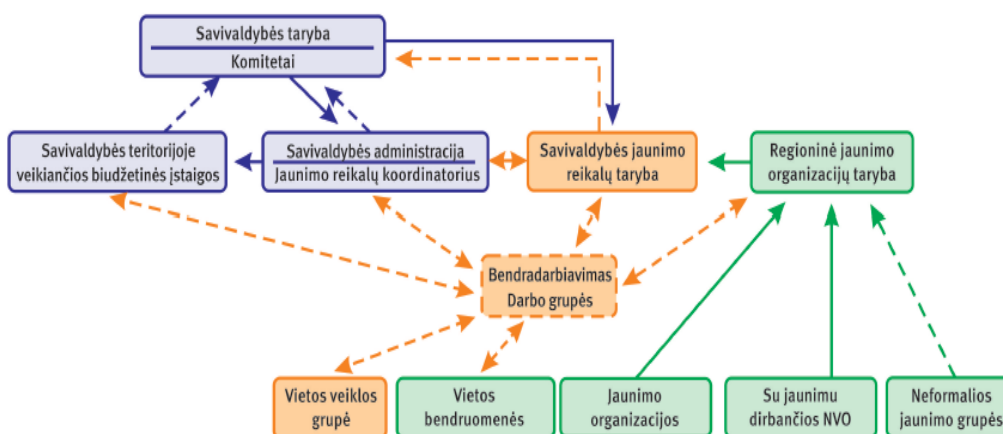 Savivaldybės taryba
Komitetai
Savivaldybės teritorijoje
veikiančios biudžetinės įstaigos
Savivaldybės administracija
Jaunimo reikalų koordinatorius
Savivaldybės jaunimo
reikalų taryba
Regioninė jaunimo
organizacijų taryba
Bendradarbiavimas
Darbo grupės
Vietos veiklos
grupė
Vietos
bendruomenės
Jaunimo
organizacijos
Su jaunimu
dirbančios NVO
Neformalios
jaunimo grupės